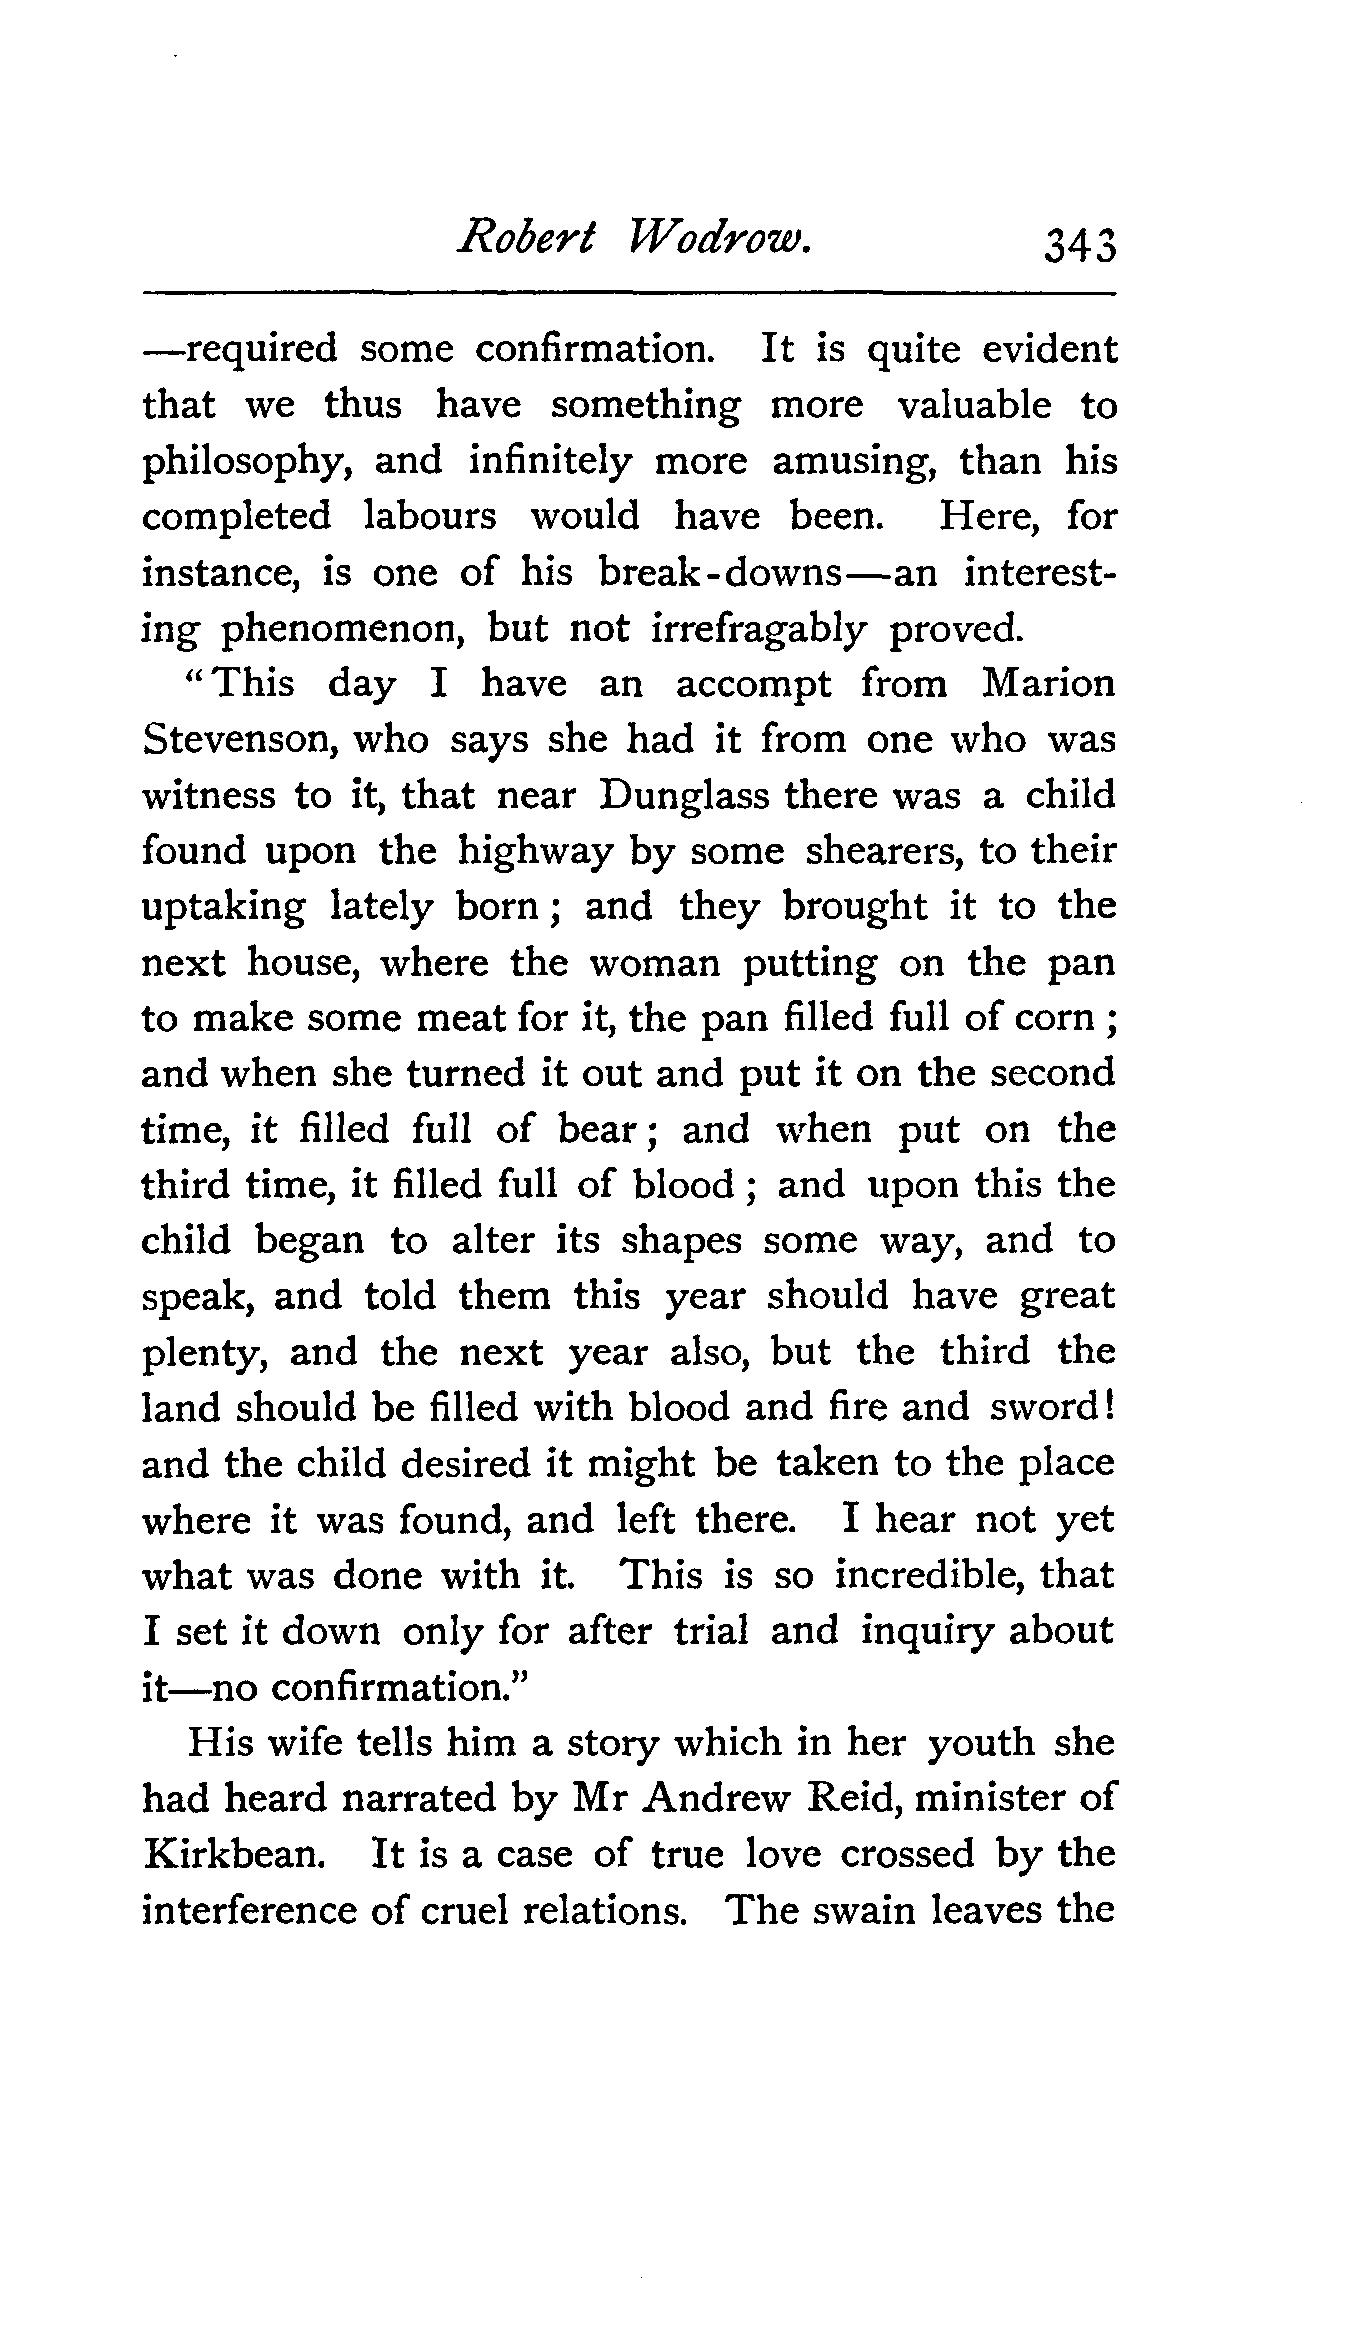 Robert Wodrow. 343
—required some confirmation. It is quite evident
that we thus have something more valuable to
philosophy, and infinitely more amusing, than his
completed labours would have been. Here, for
instance, is one of his break-downs—an interest-
ing phenomenon, but not irrefragably proved.
"This day I have an accompt from Marion
Stevenson, who says she had it from one who was
witness to it, that near Dunglass there was a child
found upon the highway by some shearers, to their
uptaking lately born; and they brought it to the
next house, where the woman putting on the pan
to make some meat for it, the pan filled full of corn;
and when she turned it out and put it on the second
time, it filled full of bear; and when put on the
third time, it filled full of blood; and upon this the
child began to alter its shapes some way, and to
speak, and told them this year should have great
plenty, and the next year also, but the third the
land should be filled with blood and fire and sword!
and the child desired it might be taken to the place
where it was found, and left there. I hear not yet
what was done with it. This is so incredible, that
I set it down only for after trial and inquiry about
it—no confirmation."
His wife tells him a story which in her youth she
had heard narrated by Mr Andrew Reid, minister of
Kirkbean. It is a case of true love crossed by the
interference of cruel relations. The swain leaves the